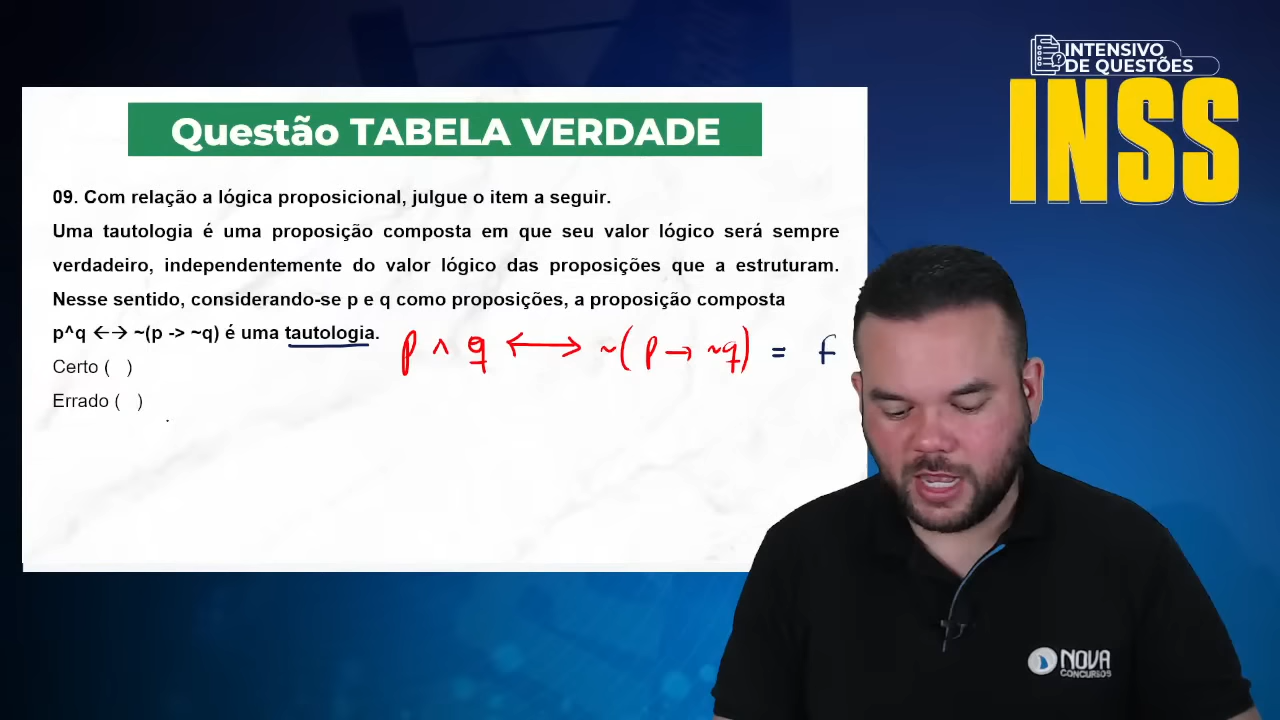 INTENSIVO
DE QUESTÕES
INSS
Questão TABELA VERDADE
09. Com relação a lógica proposicional, julgue o item a seguir.
Uma tautologia é uma proposição composta em que seu valor lógico será sempre
verdadeiro, independentemente do valor lógico das proposições que a estruturam.
Nesse sentido, considerando-se p e q como proposições, a proposição composta
p^q ←→ ~(p -> ~q) é uma tautologia.
p ∧ q ⟷ ~(p → ~q) = F
Certo ( )
Errado ( )
NOVA
CONCURSOS